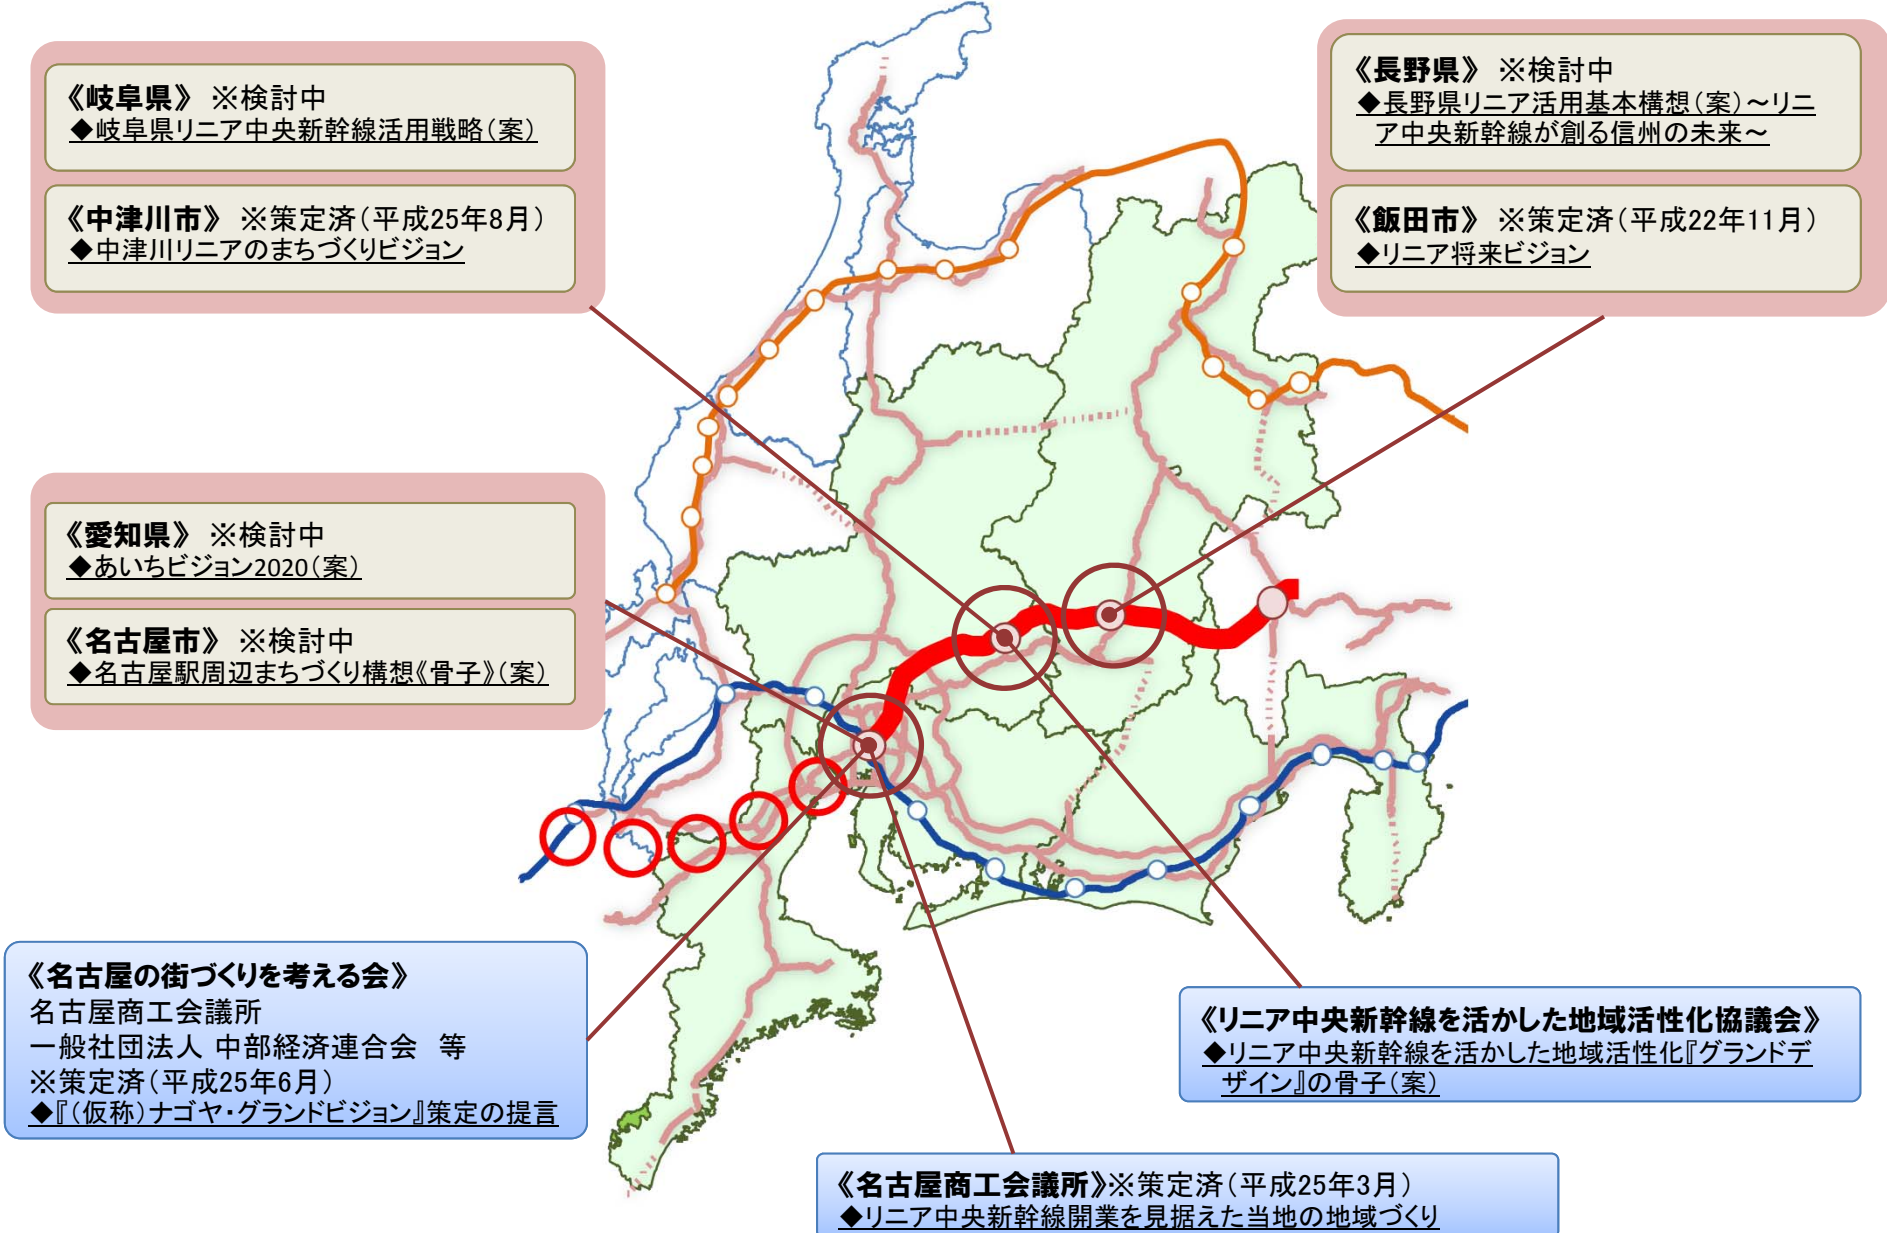 《岐阜県》 ※検討中
◆岐阜県リニア中央新幹線活用戦略(案)
《中津川市》 ※策定済(平成25年8月)
◆中津川リニアのまちづくりビジョン
《長野県》 ※検討中
◆長野県リニア活用基本構想(案)～リニ
ア中央新幹線が創る信州の未来～
《飯田市》 ※策定済(平成22年11月)
◆リニア将来ビジョン
《愛知県》 ※検討中
◆あいちビジョン2020(案)
《名古屋市》 ※検討中
◆名古屋駅周辺まちづくり構想《骨子》(案)
《名古屋の街づくりを考える会》
名古屋商工会議所
一般社団法人 中部経済連合会 等
※策定済(平成25年6月)
◆『(仮称)ナゴヤ・グランドビジョン』策定の提言
《リニア中央新幹線を活かした地域活性化協議会》
◆リニア中央新幹線を活かした地域活性化『グランドデ
ザイン』の骨子(案)
《名古屋商工会議所》※策定済(平成25年3月)
◆リニア中央新幹線開業を見据えた当地の地域づくり